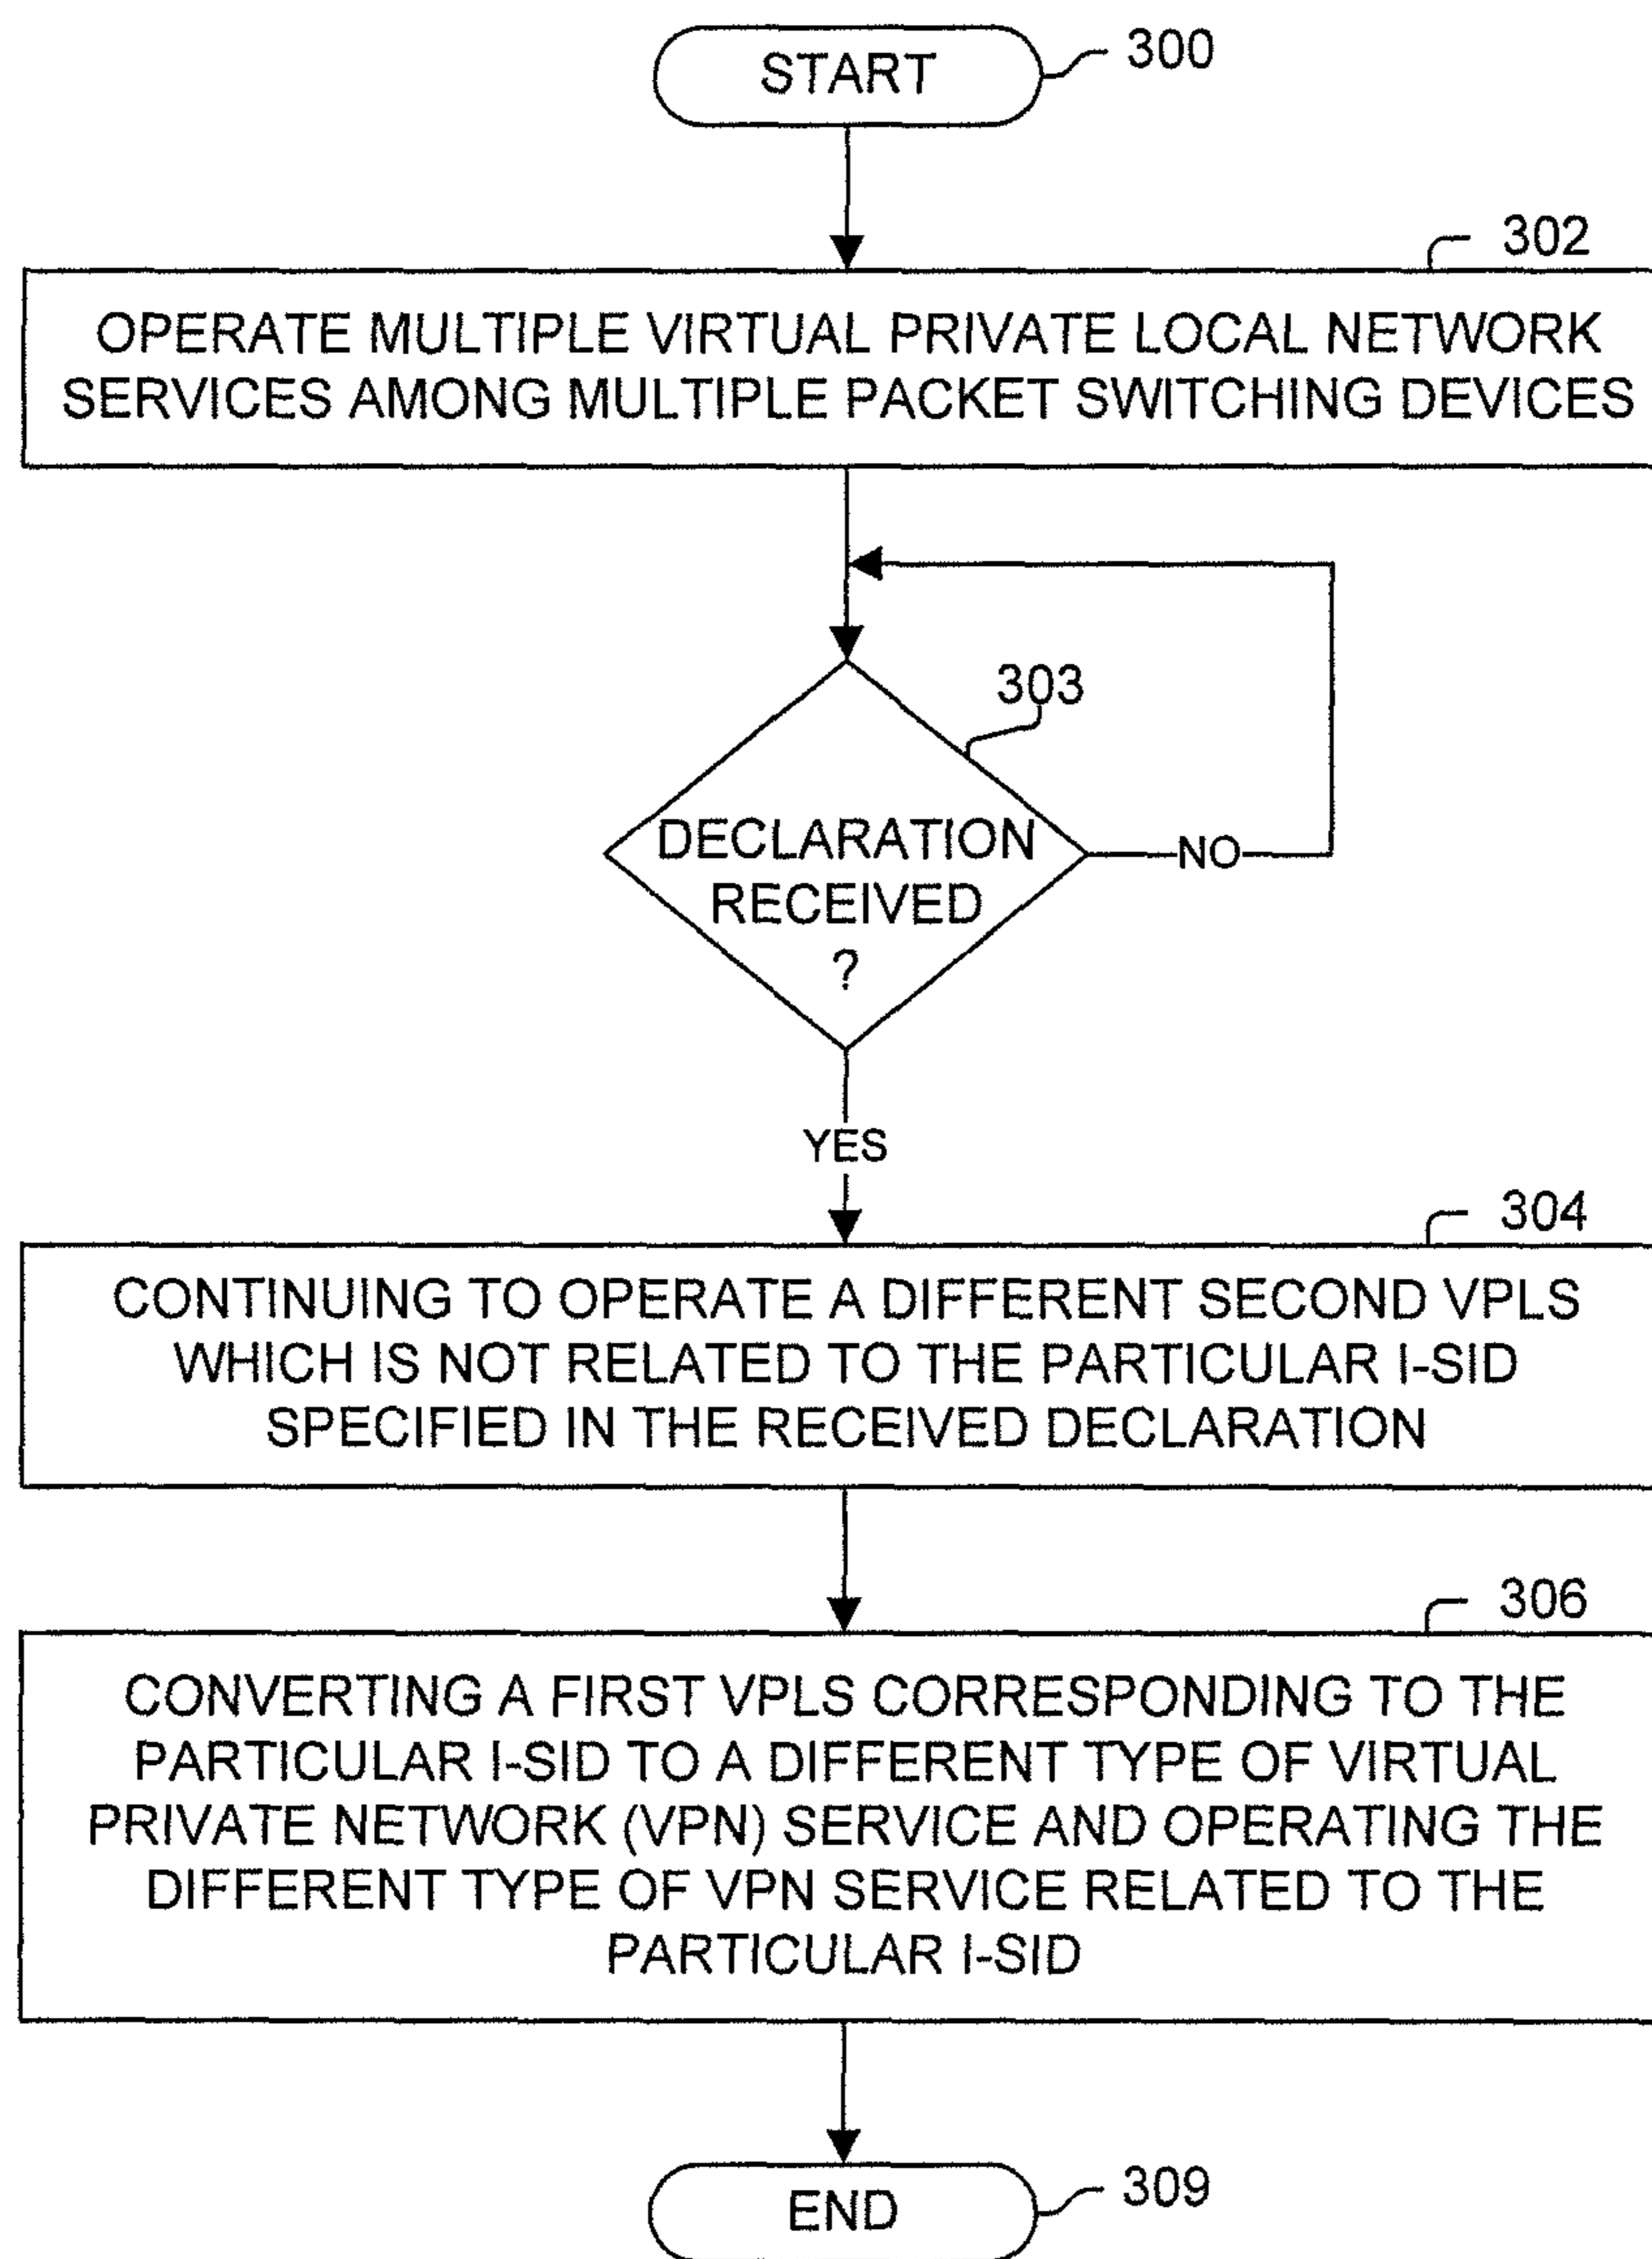 START
300
302
OPERATE MULTIPLE VIRTUAL PRIVATE LOCAL NETWORK
SERVICES AMONG MULTIPLE PACKET SWITCHING DEVICES
303
DECLARATION
RECEIVED
?
NO
YES
304
CONTINUING TO OPERATE A DIFFERENT SECOND VPLS
WHICH IS NOT RELATED TO THE PARTICULAR I-SID
SPECIFIED IN THE RECEIVED DECLARATION
306
CONVERTING A FIRST VPLS CORRESPONDING TO THE
PARTICULAR I-SID TO A DIFFERENT TYPE OF VIRTUAL
PRIVATE NETWORK (VPN) SERVICE AND OPERATING THE
DIFFERENT TYPE OF VPN SERVICE RELATED TO THE
PARTICULAR I-SID
END
309